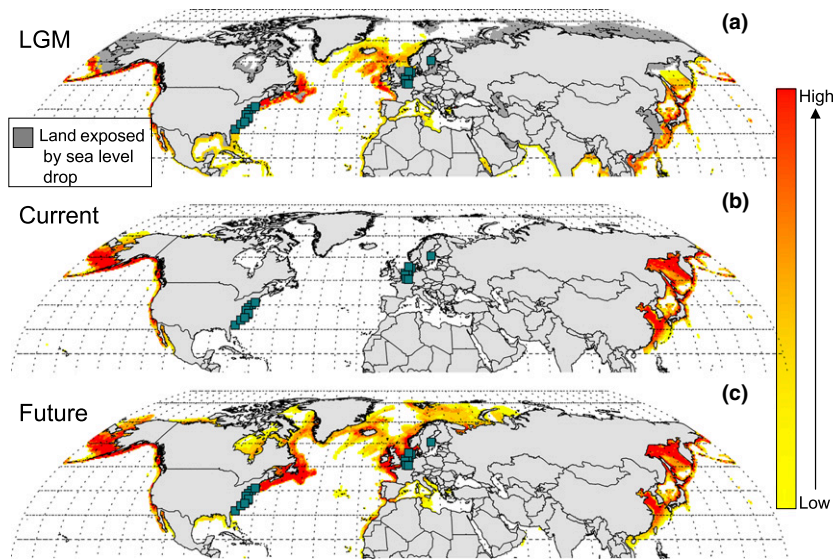 LGM
(a)
High
Land exposed
by sea level
drop
Current
(b)
Future
(c)
Low